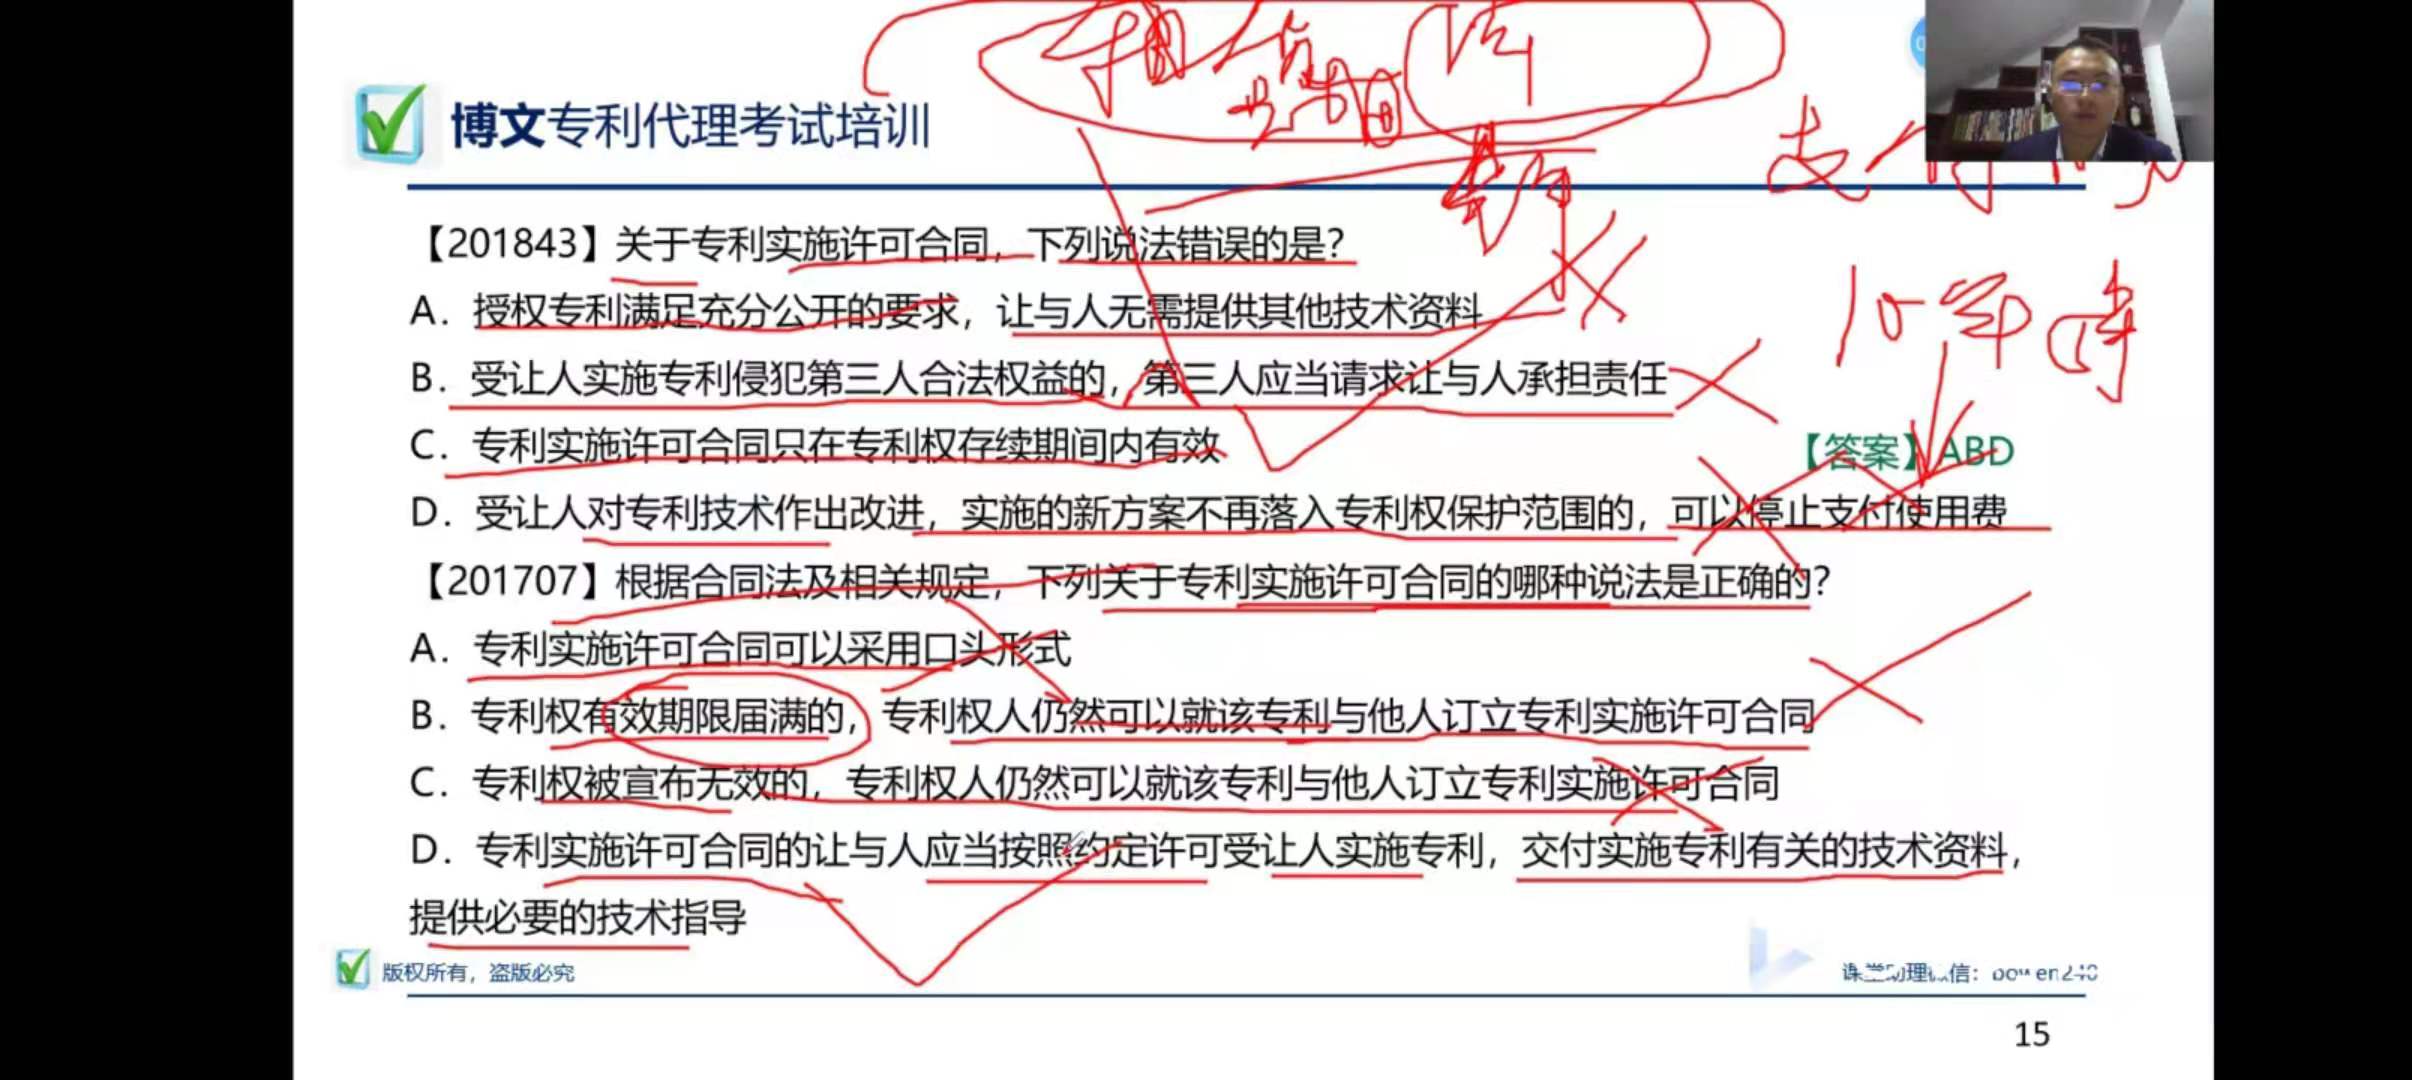 博文专利代理考试培训
【201843】关于专利实施许可合同，下列说法错误的是？
A．授权专利满足充分公开的要求，让与人无需提供其他技术资料
B．受让人实施专利侵犯第三人合法权益的，第三人应当请求让与人承担责任
C．专利实施许可合同只在专利权存续期间内有效
【答案】ABD
D．受让人对专利技术作出改进，实施的新方案不再落入专利权保护范围的，可以停止支付使用费
【201707】根据合同法及相关规定，下列关于专利实施许可合同的哪种说法是正确的？
A．专利实施许可合同可以采用口头形式
B．专利权有效期限届满的，专利权人仍然可以就该专利与他人订立专利实施许可合同
C．专利权被宣布无效的，专利权人仍然可以就该专利与他人订立专利实施许可合同
D．专利实施许可合同的让与人应当按照约定许可受让人实施专利，交付实施专利有关的技术资料，
提供必要的技术指导
版权所有，盗版必究
15